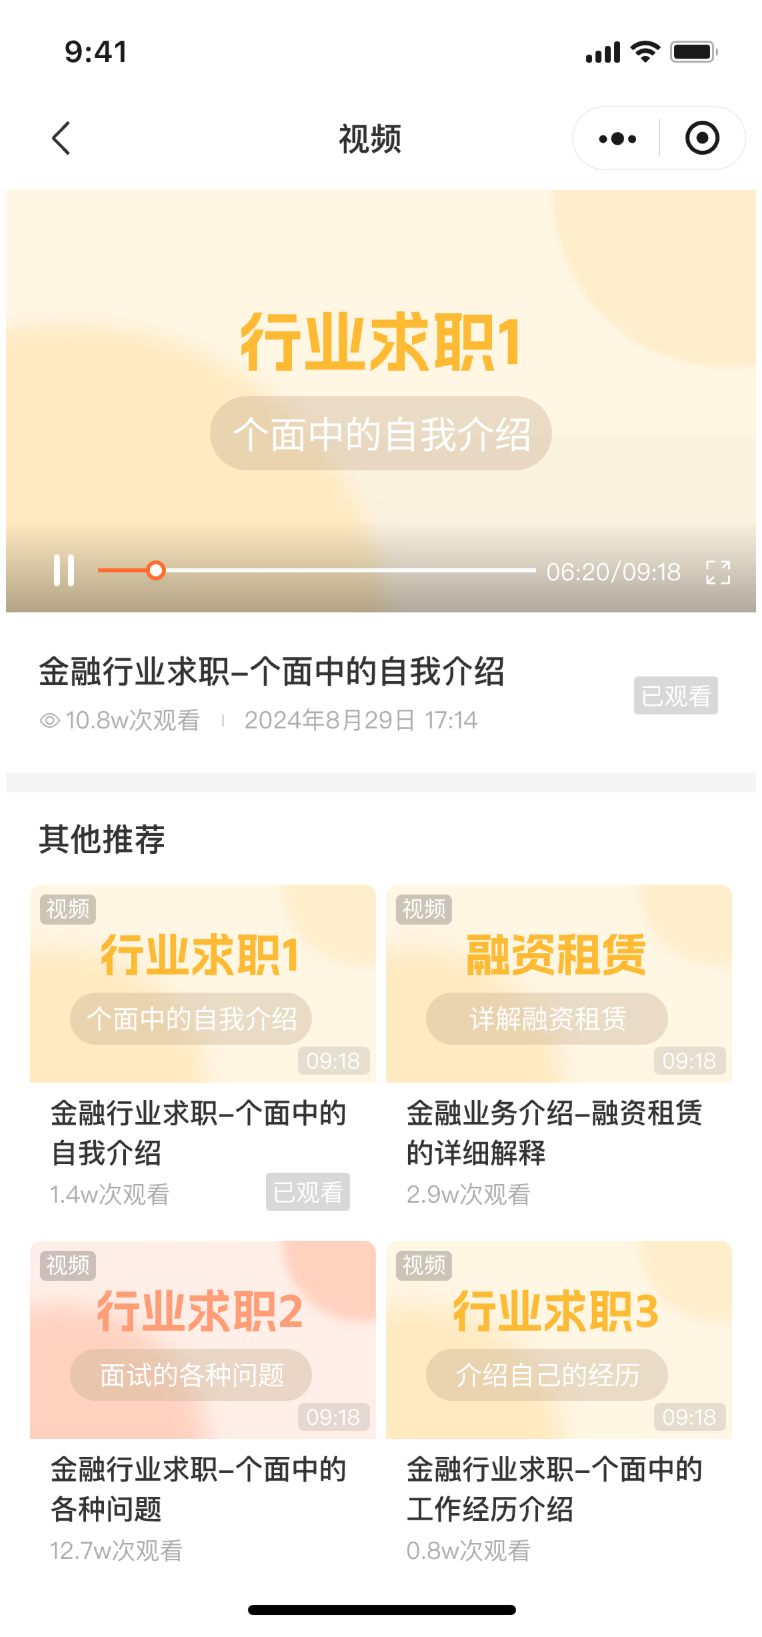 9:41
视频
行业求职1
个面中的自我介绍
06:20/09:18
金融行业求职-个面中的自我介绍
10.8w次观看 2024年8月29日 17:14
已观看
其他推荐
视频
行业求职1
个面中的自我介绍
09:18
金融行业求职-个面中的
自我介绍
1.4w次观看
已观看
视频
融资租赁
详解融资租赁
09:18
金融业务介绍-融资租赁
的详细解释
2.9w次观看
视频
行业求职2
面试的各种问题
09:18
金融行业求职-个面中的
各种问题
12.7w次观看
视频
行业求职3
介绍自己的经历
09:18
金融行业求职-个面中的
工作经历介绍
0.8w次观看